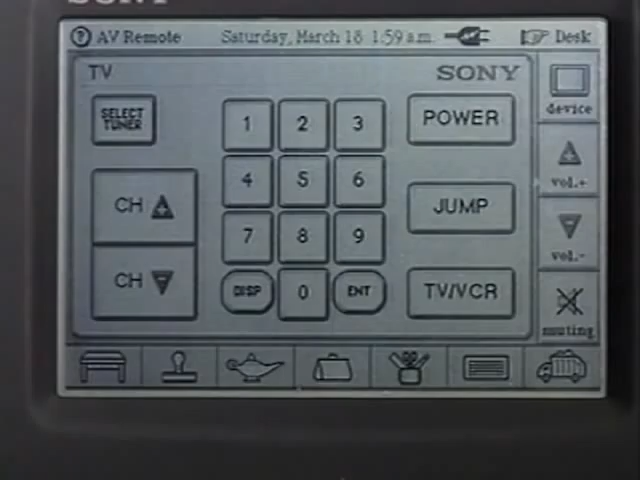 SONY
? AV Remote Saturday, March 18 1:59 a.m. Desk
TV SONY
SELECT TUNER
1 2 3
POWER
device
4 5 6
CH
JUMP
vol.+
7 8 9
CH
vol.-
DISP 0 ENT
TV/VCR
muting